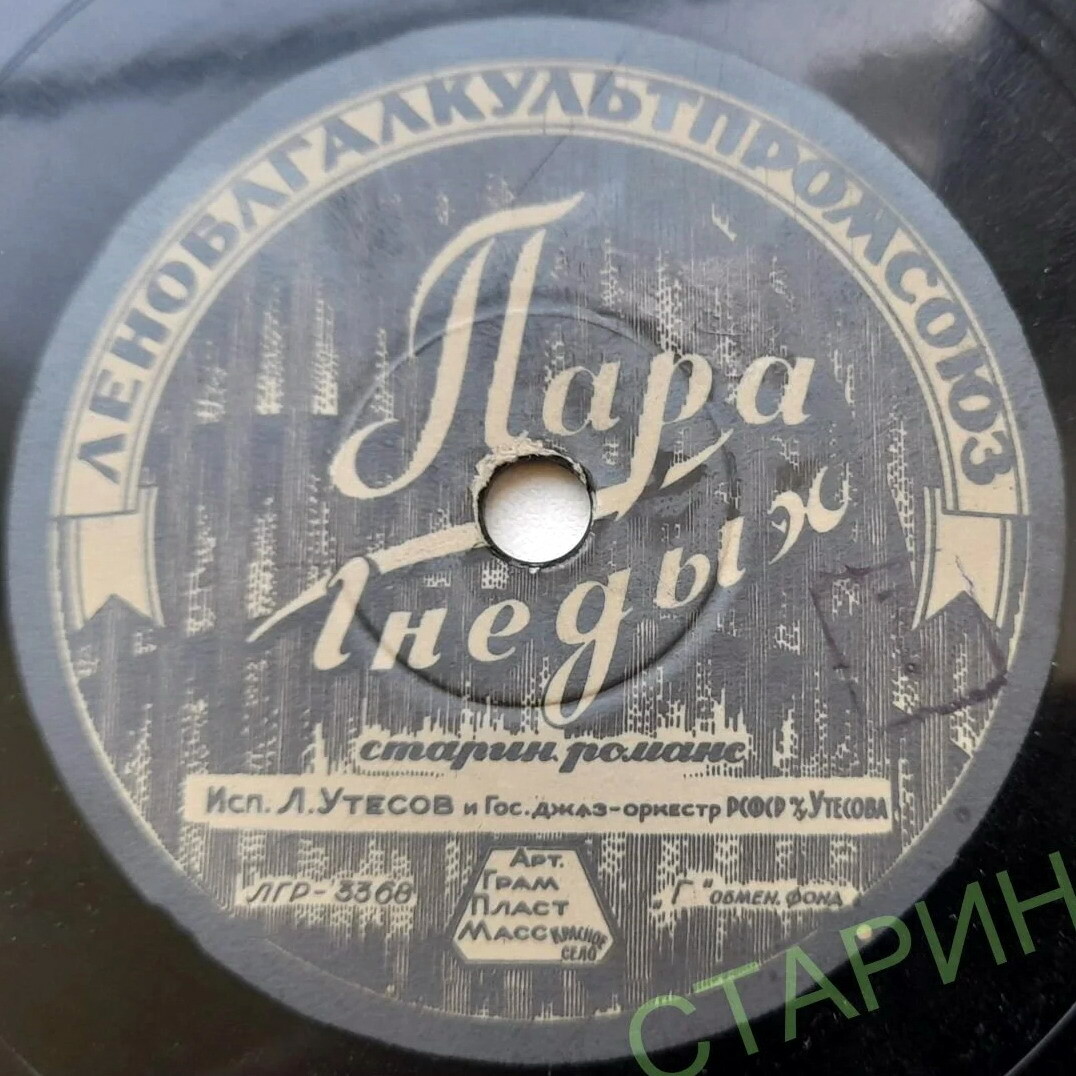 ЛЕНОБЛГАЛКУЛЬТПРОМСОЮЗ
Пара
Гнедых
старин. романс
Исп. Л. Утесов и Гос. джаз-оркестр РСФСР п/у Утесова
ЛГР-3368
Арт.
Грам
Пласт
Масс
Красное
село
„Г" обмен. фонд
СТАРИН